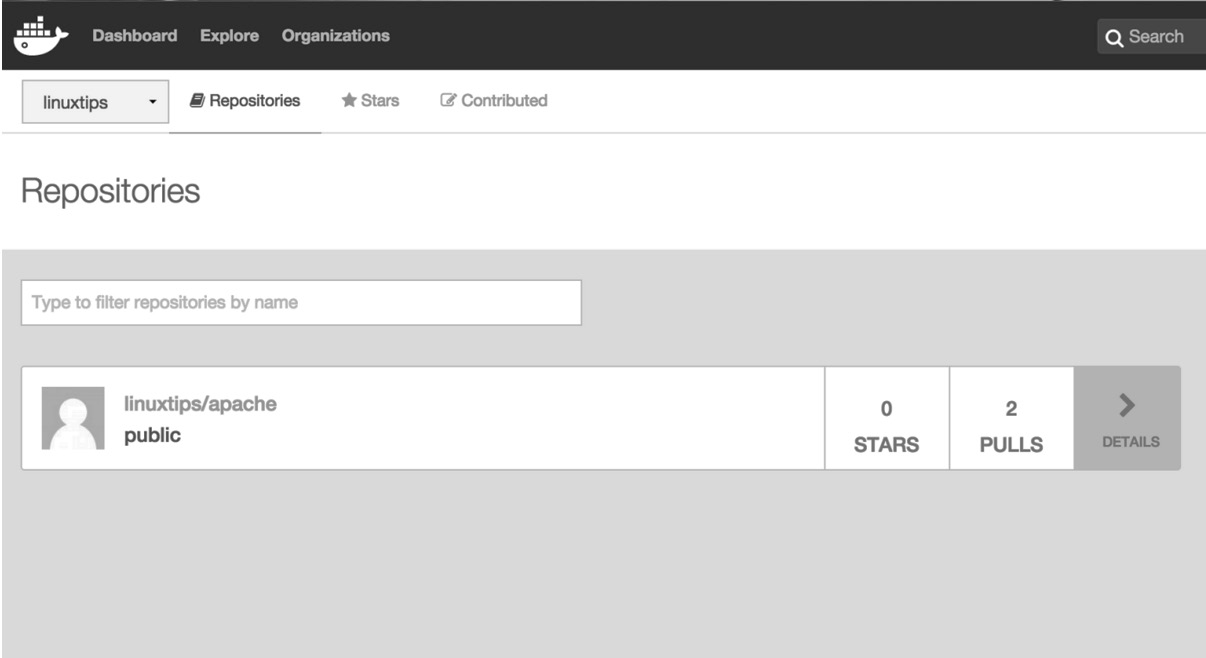 Dashboard Explore Organizations Search
linuxtips Repositories Stars Contributed
Repositories
Type to filter repositories by name
linuxtips/apache
public
0
STARS
2
PULLS
DETAILS